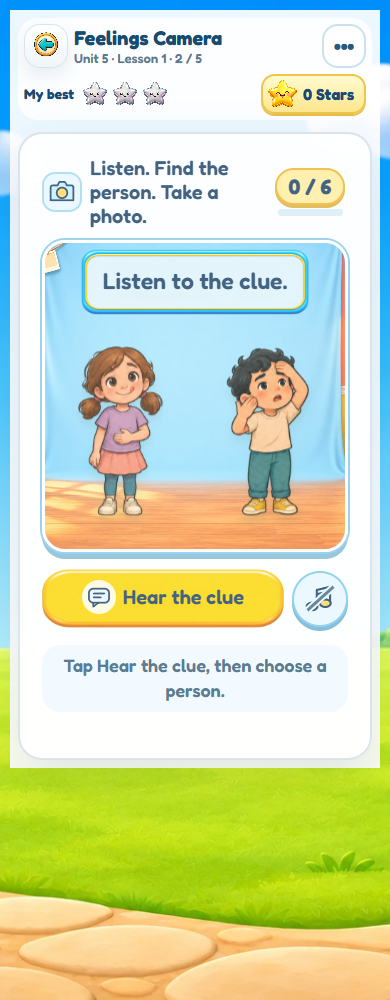 Feelings Camera
Unit 5 · Lesson 1 · 2 / 5
My best
0 Stars
Listen. Find the
person. Take a
photo.
0 / 6
Listen to the clue.
Hear the clue
Tap Hear the clue, then choose a
person.